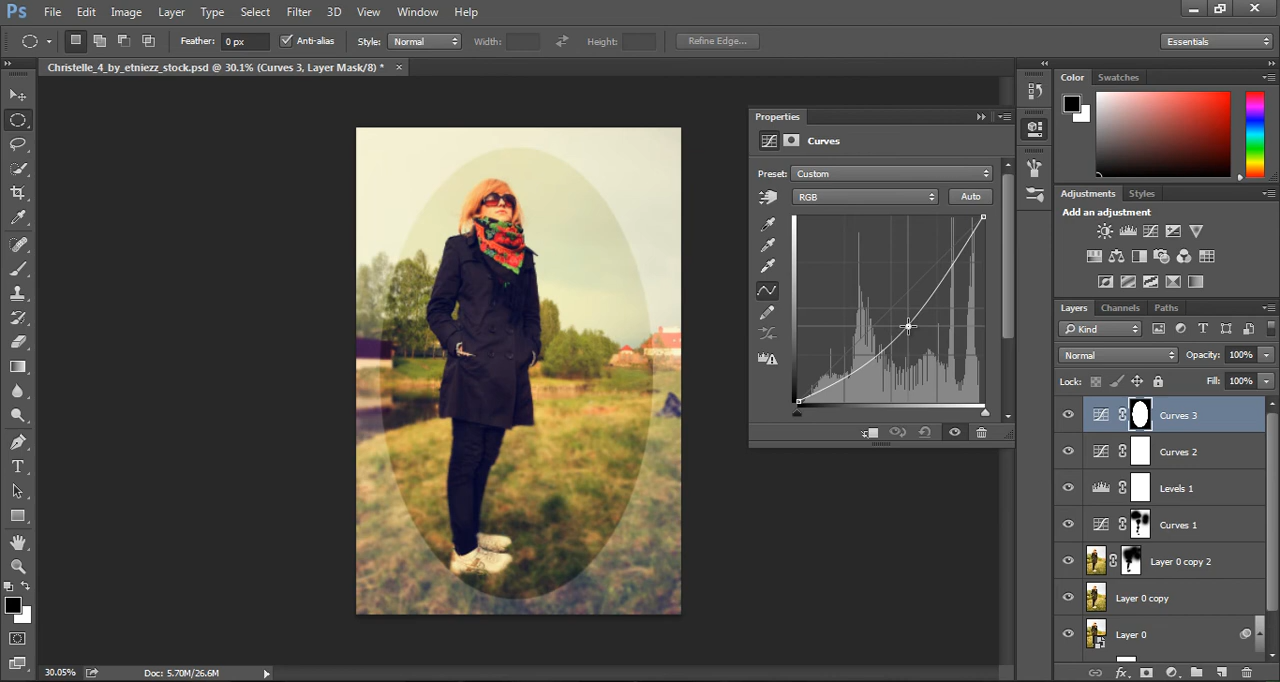 Ps File Edit Image Layer Type Select Filter 3D View Window Help
Feather: 0 px Anti-alias Style: Normal Width: Height: Refine Edge... Essentials
Christelle_4_by_etniezz_stock.psd @ 30.1% (Curves 3, Layer Mask/8) * ×
Color Swatches
Properties
Curves
Preset: Custom
RGB Auto
Adjustments Styles
Add an adjustment
Layers Channels Paths
Kind
Normal Opacity: 100%
Lock: Fill: 100%
Curves 3
Curves 2
Levels 1
Curves 1
Layer 0 copy 2
Layer 0 copy
Layer 0
fx
30.05% Doc: 5.70M/26.6M